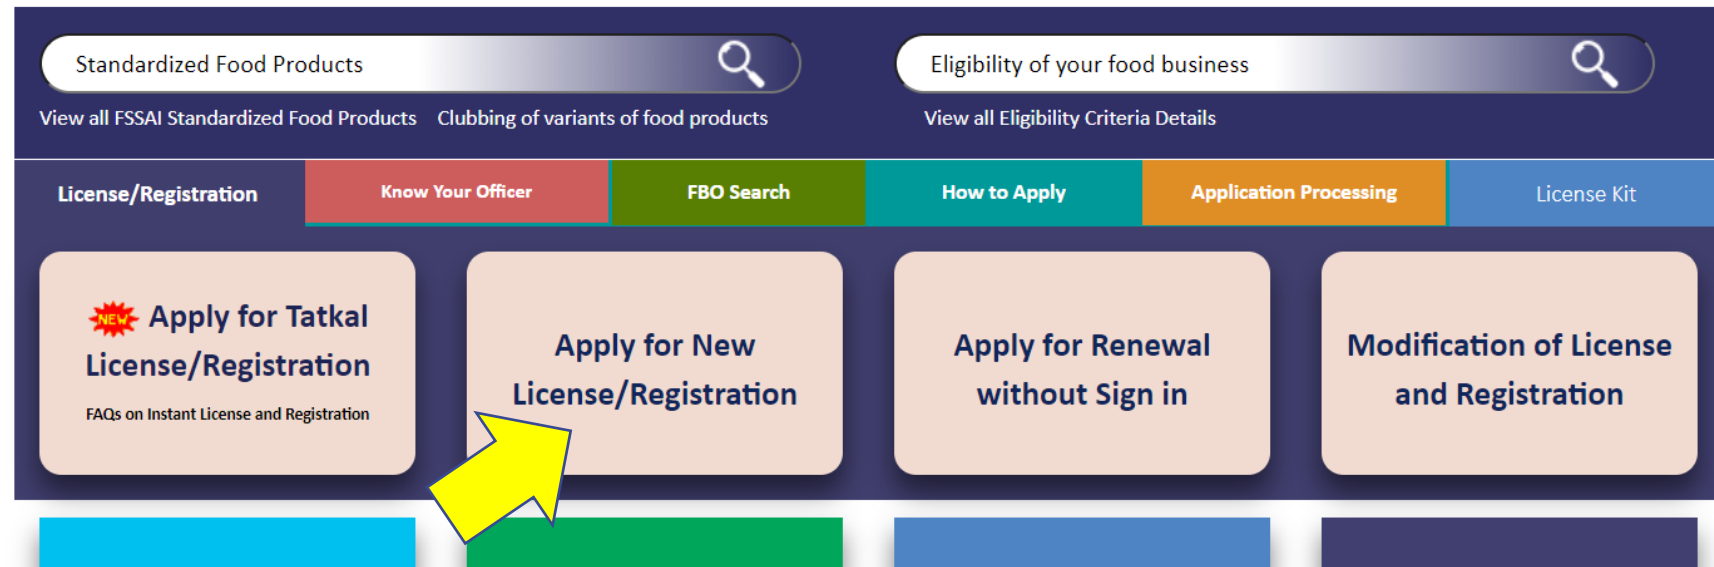 Standardized Food Products
Eligibility of your food business
View all FSSAI Standardized Food Products
Clubbing of variants of food products
View all Eligibility Criteria Details
License/Registration
Know Your Officer
FBO Search
How to Apply
Application Processing
License Kit
NEW Apply for Tatkal
License/Registration
FAQs on Instant License and Registration
Apply for New
License/Registration
Apply for Renewal
without Sign in
Modification of License
and Registration